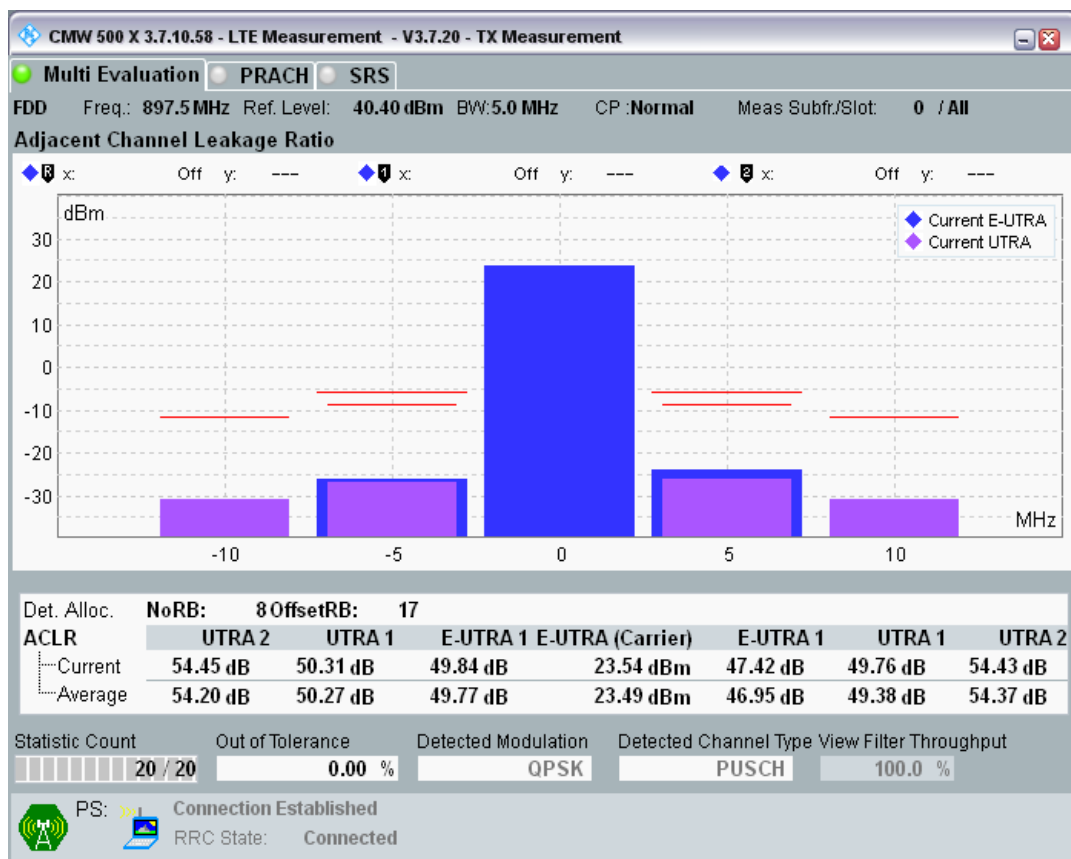 CMW 500 X 3.7.10.58 - LTE Measurement - V3.7.20 - TX Measurement
Multi Evaluation PRACH SRS
FDD Freq.: 897.5 MHz Ref. Level: 40.40 dBm BW:5.0 MHz CP :Normal Meas Subfr./Slot: 0 / All
Adjacent Channel Leakage Ratio
R x: Off y: --- 1 x: Off y: --- 2 x: Off y: ---
dBm
Current E-UTRA
Current UTRA
30
20
10
0
-10
-20
-30
MHz
-10 -5 0 5 10
Det. Alloc. NoRB: 8 OffsetRB: 17
ACLR UTRA 2 UTRA 1 E-UTRA 1 E-UTRA (Carrier) E-UTRA 1 UTRA 1 UTRA 2
Current 54.45 dB 50.31 dB 49.84 dB 23.54 dBm 47.42 dB 49.76 dB 54.43 dB
Average 54.20 dB 50.27 dB 49.77 dB 23.49 dBm 46.95 dB 49.38 dB 54.37 dB
Statistic Count Out of Tolerance Detected Modulation Detected Channel Type View Filter Throughput
20 / 20 0.00 % QPSK PUSCH 100.0 %
PS: Connection Established
RRC State: Connected